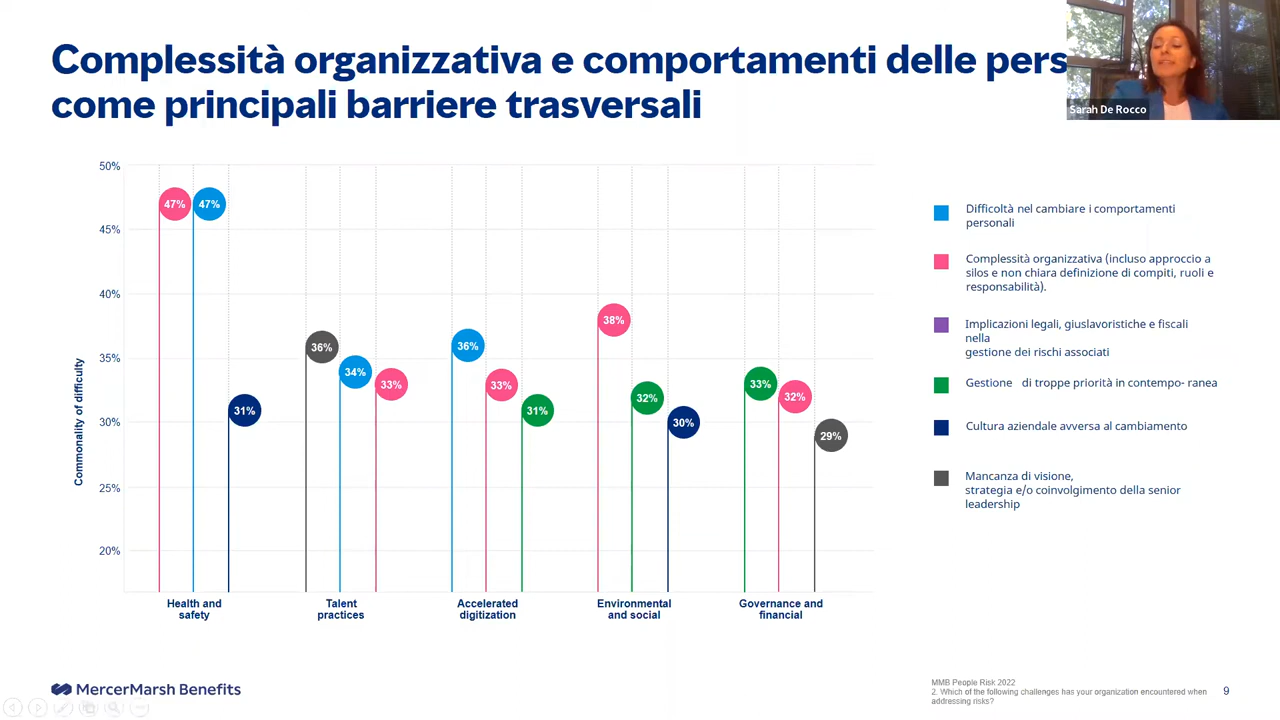 Complessità organizzativa e comportamenti delle pers
come principali barriere trasversali
Sarah De Rocco
Commonality of difficulty
50%
45%
40%
35%
30%
25%
20%
47%
47%
31%
36%
34%
33%
36%
33%
31%
38%
32%
30%
33%
32%
29%
Health and
safety
Talent
practices
Accelerated
digitization
Environmental
and social
Governance and
financial
Difficoltà nel cambiare i comportamenti
personali
Complessità organizzativa (incluso approccio a
silos e non chiara definizione di compiti, ruoli e
responsabilità).
Implicazioni legali, giuslavoristiche e fiscali
nella
gestione dei rischi associati
Gestione di troppe priorità in contempo- ranea
Cultura aziendale avversa al cambiamento
Mancanza di visione,
strategia e/o coinvolgimento della senior
leadership
MercerMarsh Benefits
MMB People Risk 2022
2. Which of the following challenges has your organization encountered when
addressing risks?
9